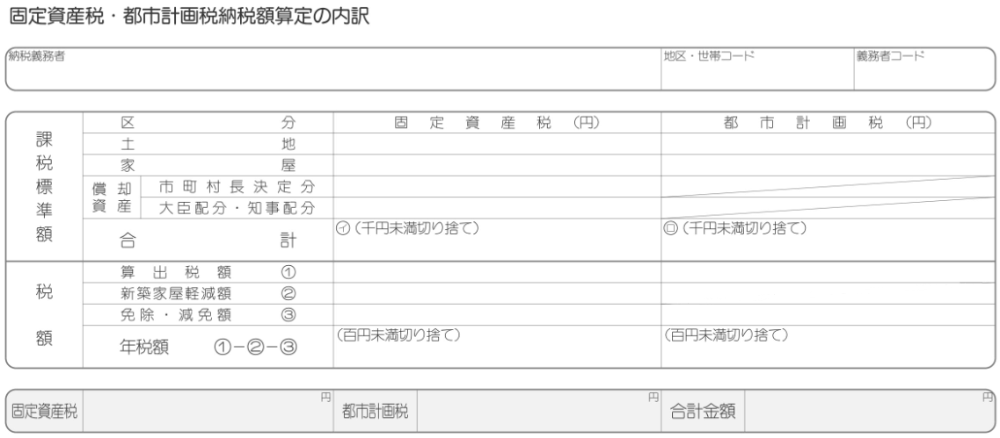 固定資産税・都市計画税納税額算定の内訳
納税義務者 地区・世帯コード 義務者コード
課税標準額
区分 固定資産税(円) 都市計画税(円)
土地
家屋
償却資産
市町村長決定分
大臣配分・知事配分
合計 ㋑(千円未満切り捨て) ㋺(千円未満切り捨て)
税額
算出税額 ①
新築家屋軽減額 ②
免除・減免額 ③
年税額 ①-②-③ (百円未満切り捨て) (百円未満切り捨て)
固定資産税 円 都市計画税 円 合計金額 円